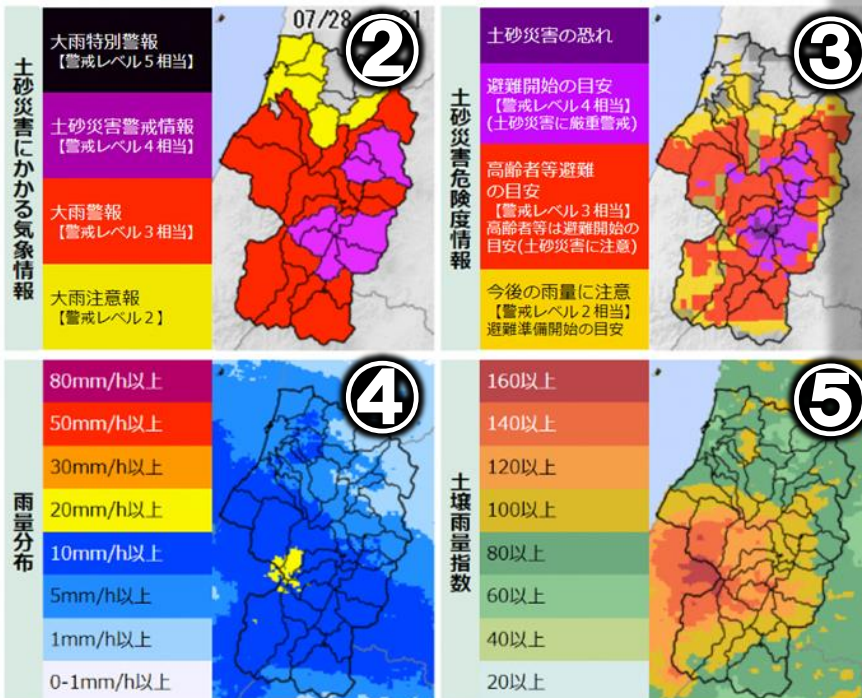 土砂災害にかかる気象情報
大雨特別警報
【警戒レベル5相当】
土砂災害警戒情報
【警戒レベル4相当】
大雨警報
【警戒レベル3相当】
大雨注意報
【警戒レベル2】
07/28
②
土砂災害危険度情報
土砂災害の恐れ
避難開始の目安
【警戒レベル4相当】
(土砂災害に厳重警戒)
高齢者等避難
の目安
【警戒レベル3相当】
高齢者等は避難開始の
目安(土砂災害に注意)
今後の雨量に注意
【警戒レベル2相当】
避難準備開始の目安
③
雨量分布
80mm/h以上
50mm/h以上
30mm/h以上
20mm/h以上
10mm/h以上
5mm/h以上
1mm/h以上
0-1mm/h以上
④
土壌雨量指数
160以上
140以上
120以上
100以上
80以上
60以上
40以上
20以上
⑤